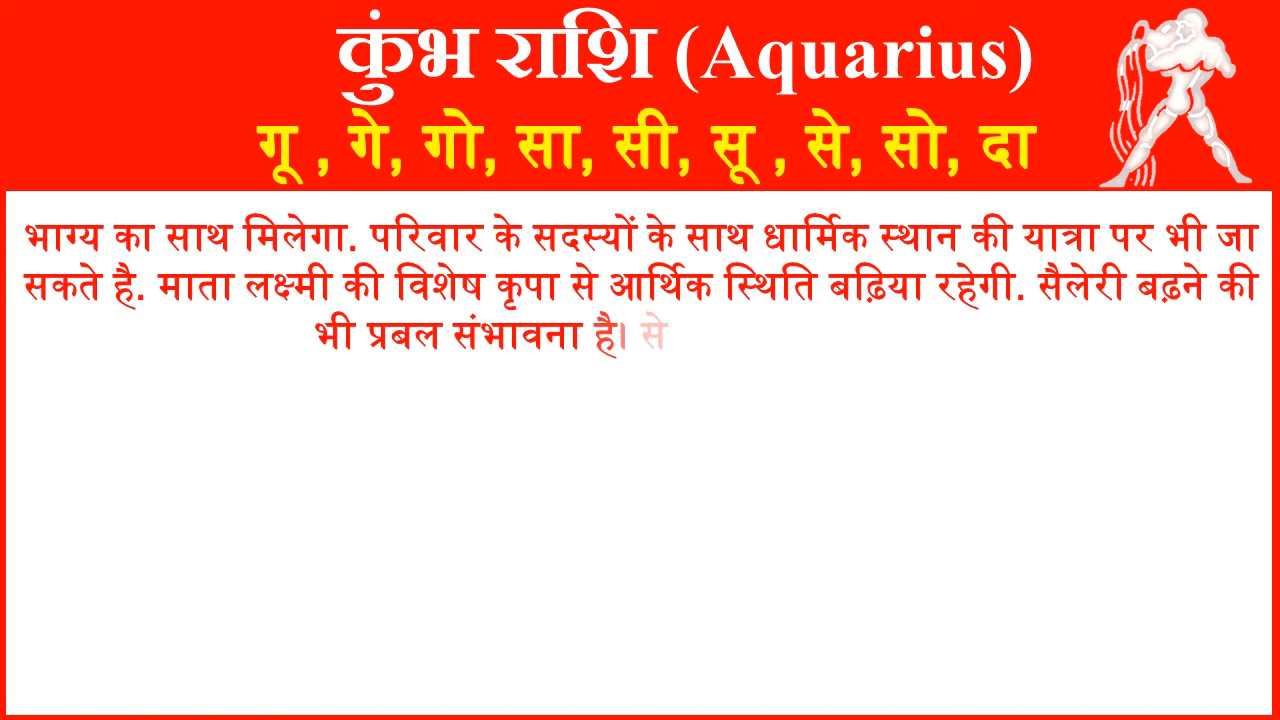 कुंभ राशि (Aquarius)
गू , गे, गो, सा, सी, सू , से, सो, दा
भाग्य का साथ मिलेगा. परिवार के सदस्यों के साथ धार्मिक स्थान की यात्रा पर भी जा
सकते है. माता लक्ष्मी की विशेष कृपा से आर्थिक स्थिति बढ़िया रहेगी. सैलेरी बढ़ने की
भी प्रबल संभावना है। से